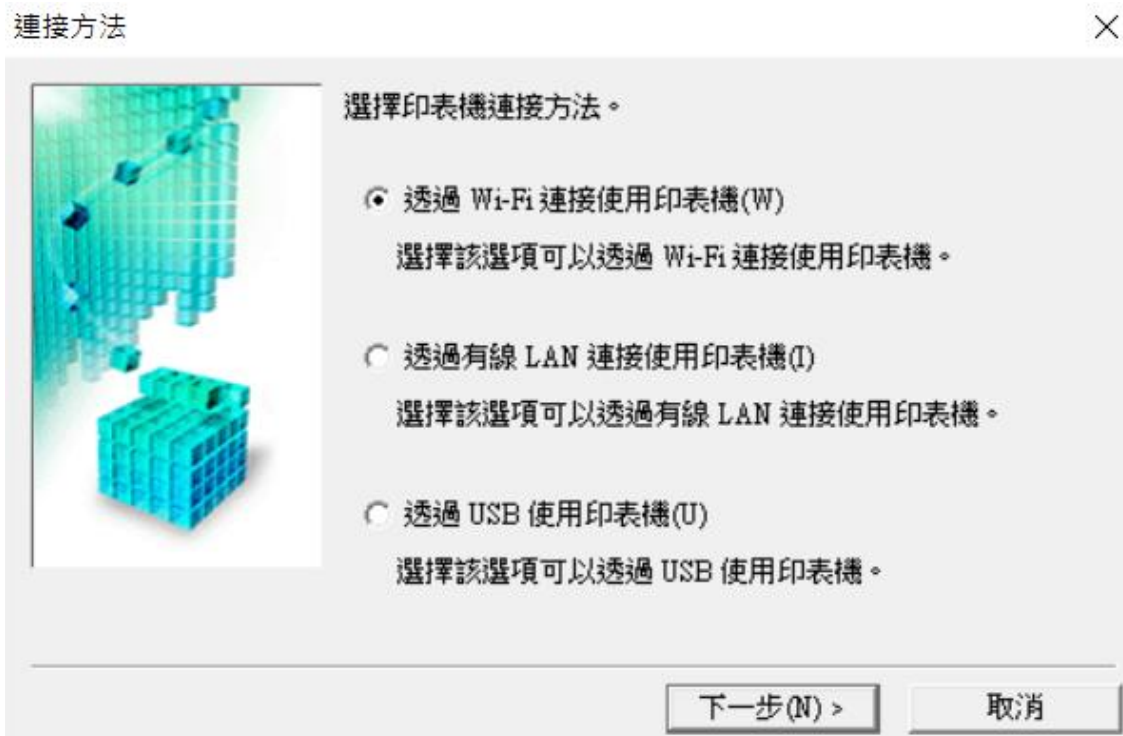 連接方法
選擇印表機連接方法。
透過 Wi-Fi 連接使用印表機(W)
選擇該選項可以透過 Wi-Fi 連接使用印表機。
透過有線 LAN 連接使用印表機(I)
選擇該選項可以透過有線 LAN 連接使用印表機。
透過 USB 使用印表機(U)
選擇該選項可以透過 USB 使用印表機。
下一步(N) >
取消